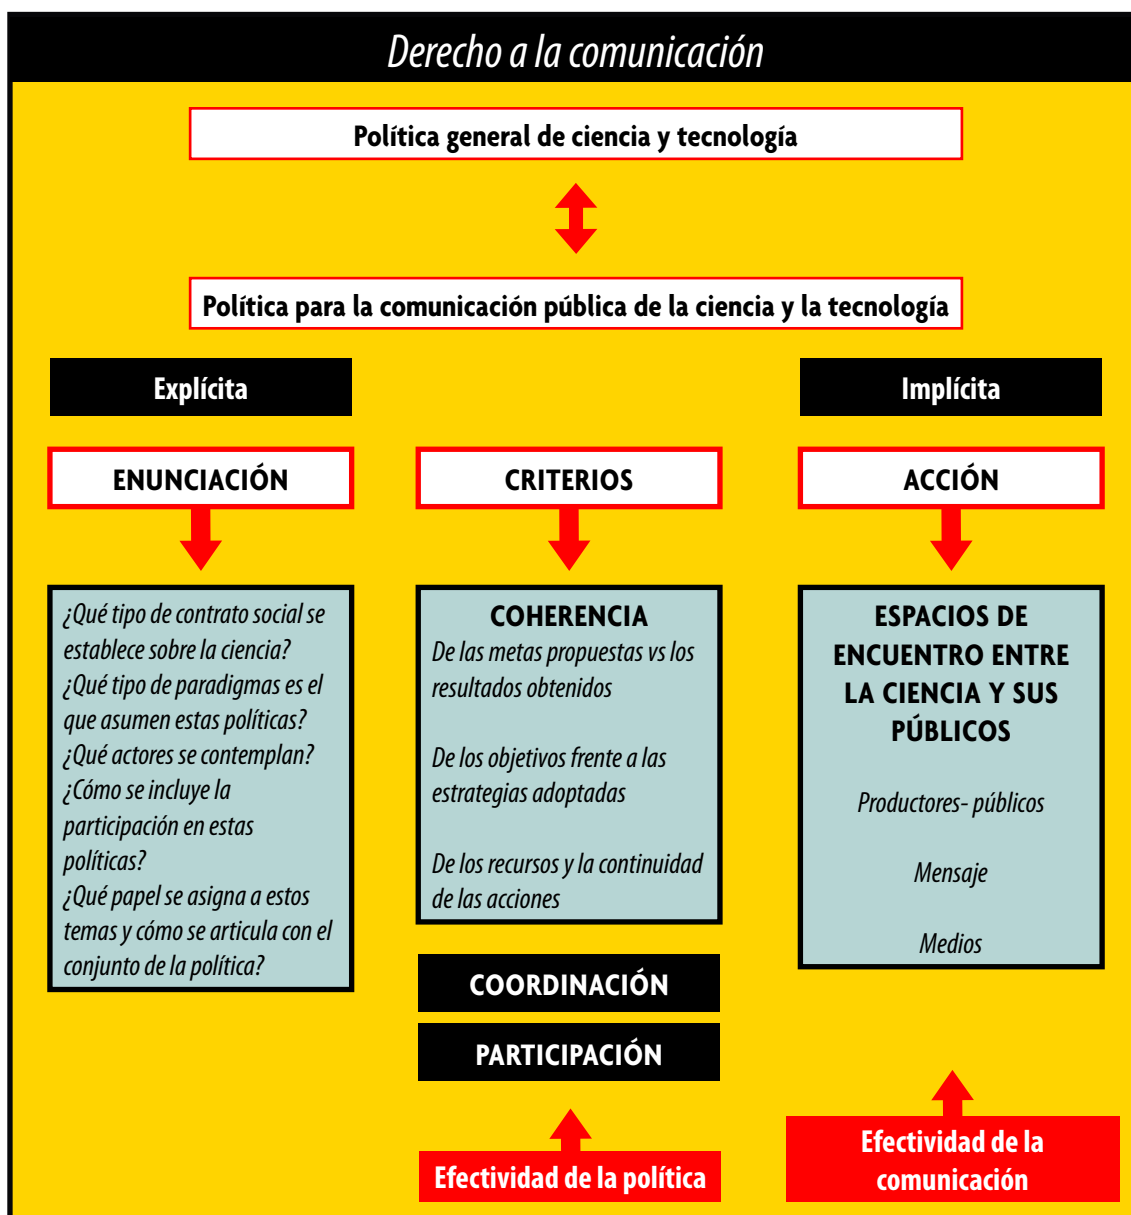 Derecho a la comunicación
Política general de ciencia y tecnología
Política para la comunicación pública de la ciencia y la tecnología
Explícita
Implícita
ENUNCIACIÓN
CRITERIOS
ACCIÓN
¿Qué tipo de contrato social se
establece sobre la ciencia?
¿Qué tipo de paradigmas es el
que asumen estas políticas?
¿Qué actores se contemplan?
¿Cómo se incluye la
participación en estas
políticas?
¿Qué papel se asigna a estos
temas y cómo se articula con el
conjunto de la política?
COHERENCIA
De las metas propuestas vs los
resultados obtenidos
De los objetivos frente a las
estrategias adoptadas
De los recursos y la continuidad
de las acciones
COORDINACIÓN
PARTICIPACIÓN
Efectividad de la política
ESPACIOS DE
ENCUENTRO ENTRE
LA CIENCIA Y SUS
PÚBLICOS
Productores- públicos
Mensaje
Medios
Efectividad de la
comunicación